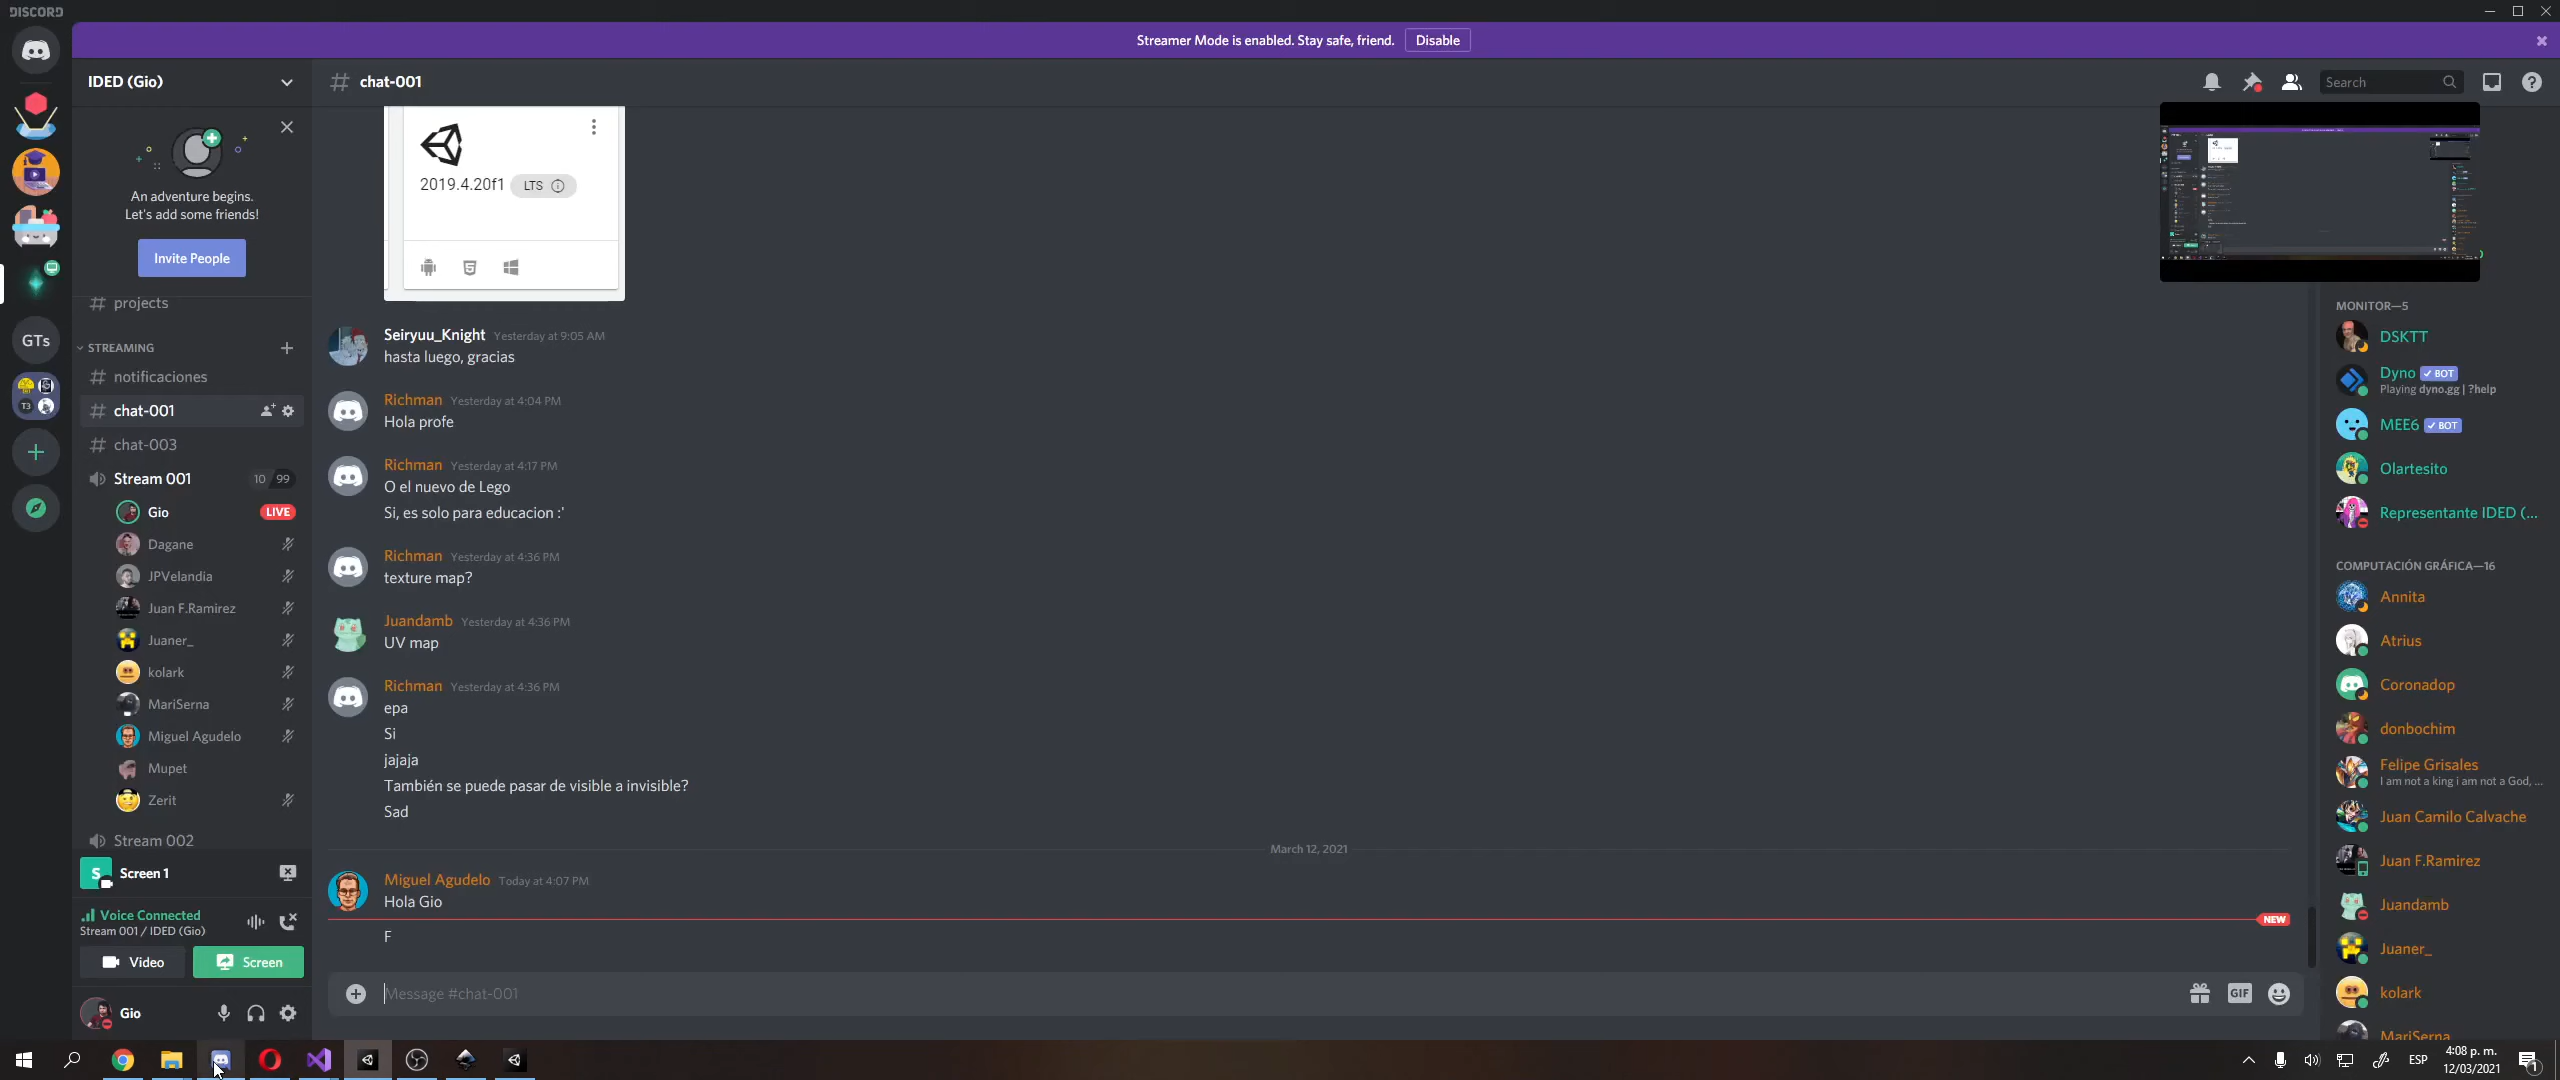 DISCORD
Streamer Mode is enabled. Stay safe, friend.
Disable
IDED (Gio)
chat-001
Search
An adventure begins.
Let's add some friends!
Invite People
projects
STREAMING
notificaciones
chat-001
chat-003
Stream 001
10 / 99
Gio
LIVE
Dagane
JPVelandia
Juan F.Ramirez
Juaner_
kolark
MariSerna
Miguel Agudelo
Mupet
Zerit
Stream 002
S
Screen 1
Voice Connected
Stream 001 / IDED (Gio)
Video
Screen
Gio
GTs
T3
2019.4.20f1
LTS
Seiryuu_Knight Yesterday at 9:05 AM
hasta luego, gracias
Richman Yesterday at 4:04 PM
Hola profe
Richman Yesterday at 4:17 PM
O el nuevo de Lego
Si, es solo para educacion :'
Richman Yesterday at 4:36 PM
texture map?
Juandamb Yesterday at 4:36 PM
UV map
Richman Yesterday at 4:36 PM
epa
Si
jajaja
También se puede pasar de visible a invisible?
Sad
March 12, 2021
Miguel Agudelo Today at 4:07 PM
Hola Gio
NEW
F
Message #chat-001
GIF
MONITOR—5
DSKTT
Dyno BOT
Playing dyno.gg | ?help
MEE6 BOT
Olartesito
Representante IDED (...
COMPUTACIÓN GRÁFICA—16
Annita
Atrius
Coronadop
donbochim
Felipe Grisales
I am not a king i am not a God, ...
Juan Camilo Calvache
Juan F.Ramirez
Juandamb
Juaner_
kolark
MariSerna
ESP
4:08 p. m.
12/03/2021
1